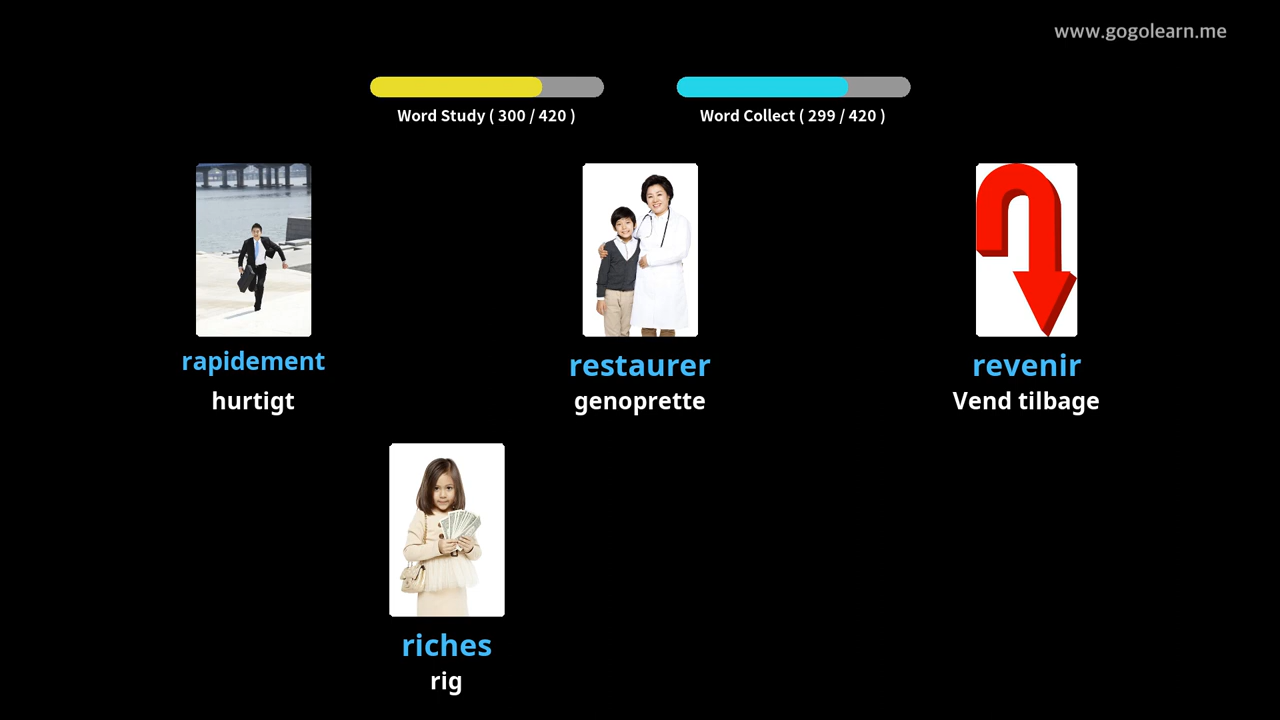 www.gogolearn.me
Word Study ( 300 / 420 )
Word Collect ( 299 / 420 )
rapidement
hurtigt
restaurer
genoprette
revenir
Vend tilbage
riches
rig